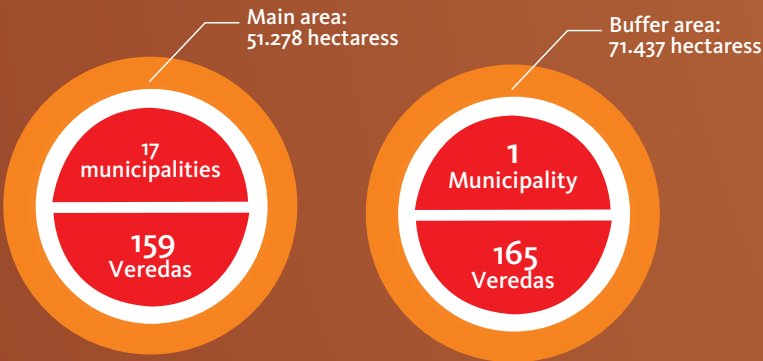 Main area:
51.278 hectaress
17
municipalities
159
Veredas
Buffer area:
71.437 hectaress
1
Municipality
165
Veredas